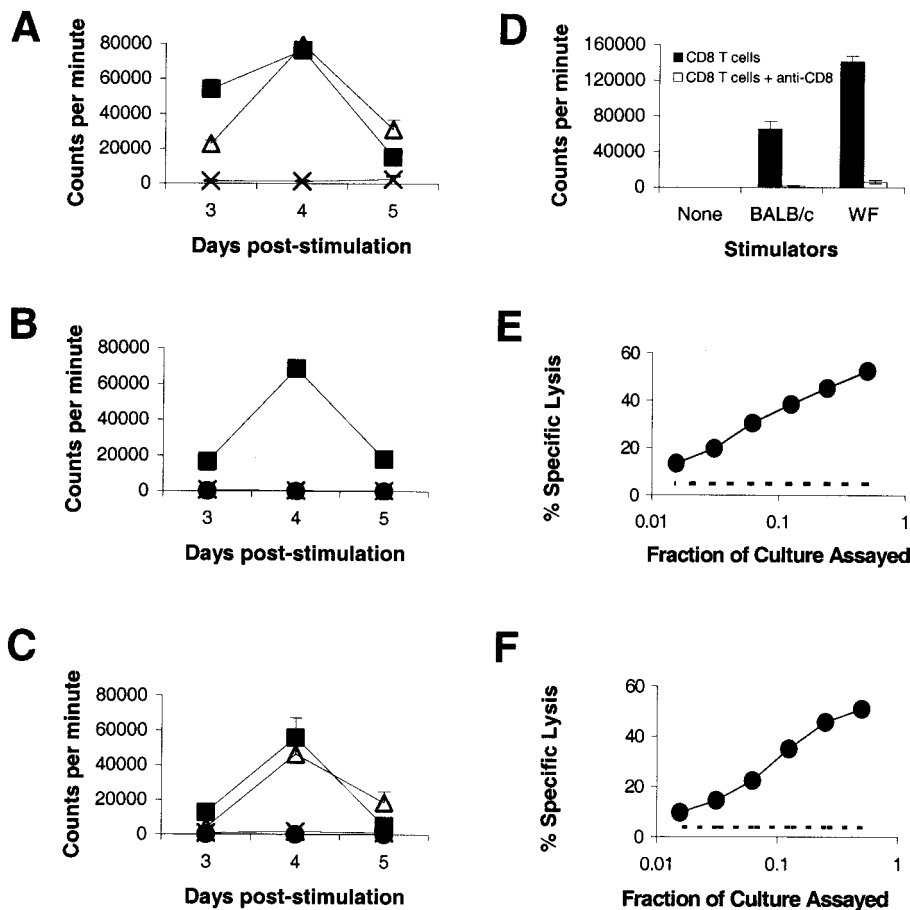 A
Counts per minute
80000
60000
40000
20000
0
3 4 5
Days post-stimulation
B
Counts per minute
80000
60000
40000
20000
0
3 4 5
Days post-stimulation
C
Counts per minute
80000
60000
40000
20000
0
3 4 5
Days post-stimulation
D
Counts per minute
160000
120000
80000
40000
0
CD8 T cells
CD8 T cells + anti-CD8
None BALB/c WF
Stimulators
E
% Specific Lysis
60
40
20
0
0.01 0.1 1
Fraction of Culture Assayed
F
% Specific Lysis
60
40
20
0
0.01 0.1 1
Fraction of Culture Assayed